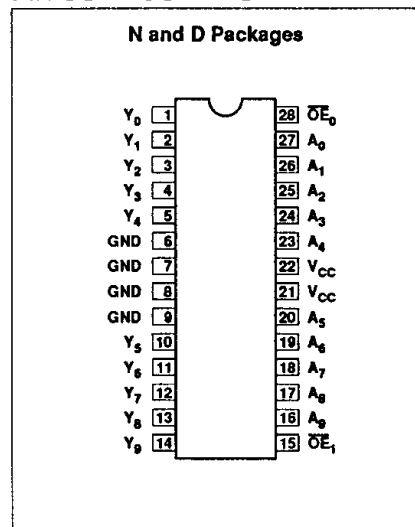 N and D Packages
Y0 1 28 O̅E̅0
Y1 2 27 A0
Y2 3 26 A1
Y3 4 25 A2
Y4 5 24 A3
GND 6 23 A4
GND 7 22 VCC
GND 8 21 VCC
GND 9 20 A5
Y5 10 19 A6
Y6 11 18 A7
Y7 12 17 A8
Y8 13 16 A9
Y9 14 15 O̅E̅1